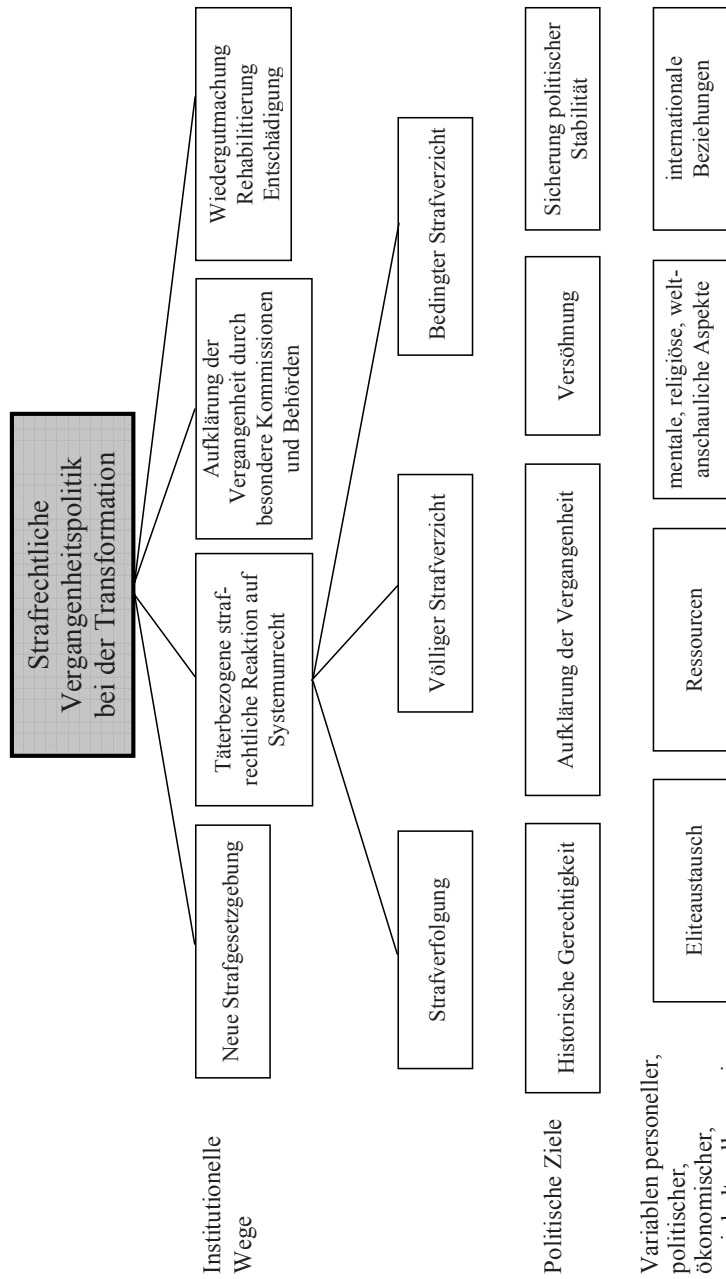 Strafrechtliche
Vergangenheitspolitik
bei der Transformation
Institutionelle
Wege
Neue Strafgesetzgebung
Täterbezogene straf-
rechtliche Reaktion auf
Systemunrecht
Aufklärung der
Vergangenheit durch
besondere Kommissionen
und Behörden
Wiedergutmachung
Rehabilitierung
Entschädigung
Strafverfolgung
Völliger Strafverzicht
Bedingter Strafverzicht
Politische Ziele
Historische Gerechtigkeit
Aufklärung der Vergangenheit
Versöhnung
Sicherung politischer
Stabilität
Variablen personeller,
politischer,
ökonomischer,
Eliteaustausch
Ressourcen
mentale, religiöse, welt-
anschauliche Aspekte
internationale
Beziehungen